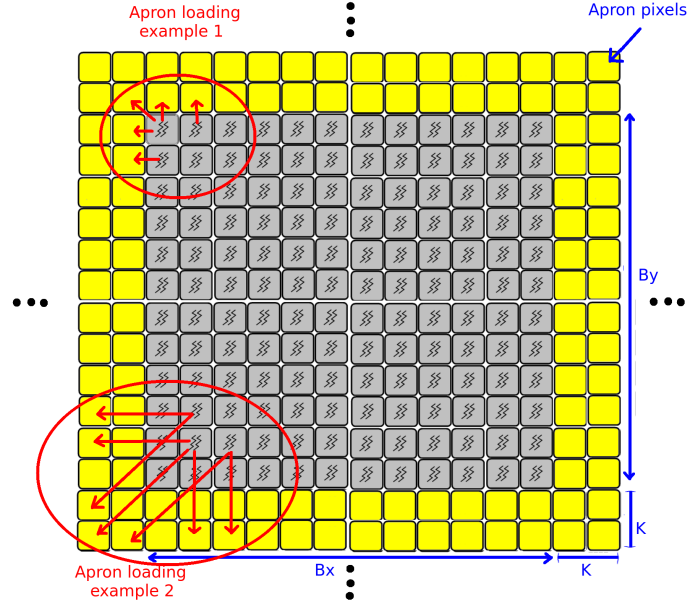 Apron loading
example 1
Apron pixels
By
K
Bx
K
Apron loading
example 2